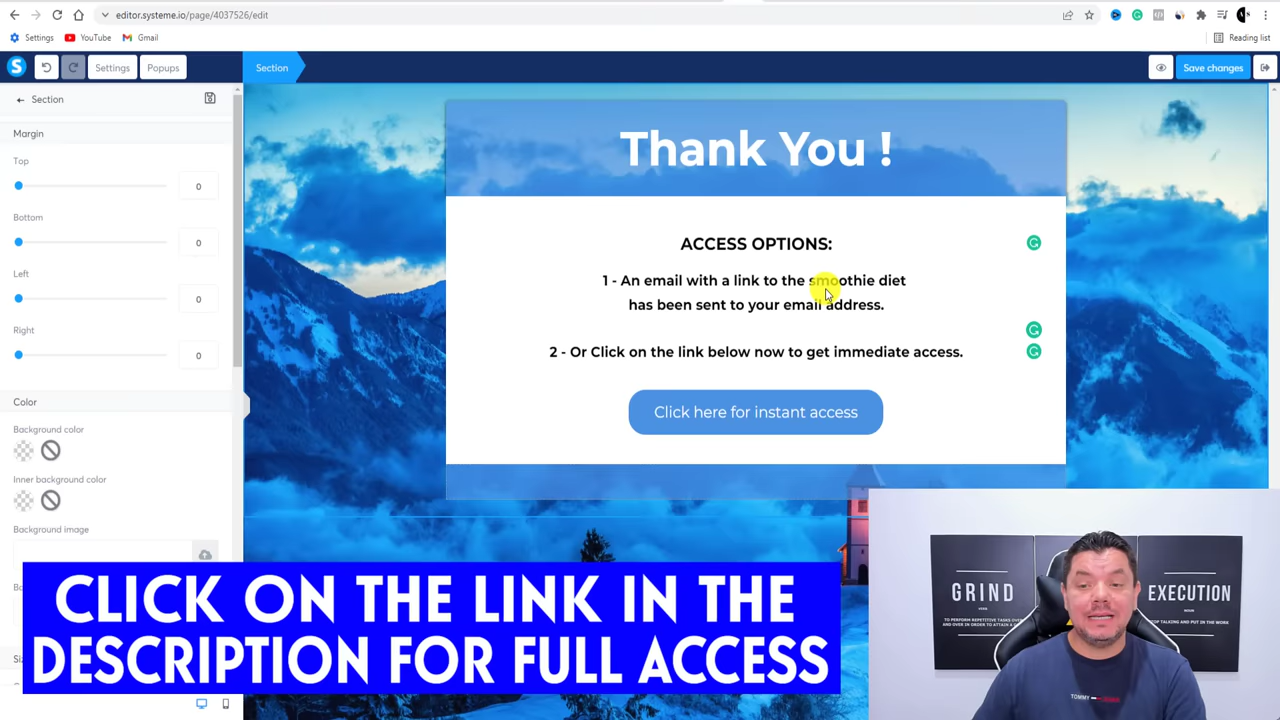 editor.systeme.io/page/4037526/edit
Settings
YouTube
Gmail
Reading list
S
Settings
Popups
Section
Save changes
Section
Margin
Top
0
Bottom
0
Left
0
Right
0
Color
Background color
Inner background color
Background image
Thank You !
ACCESS OPTIONS:
1 - An email with a link to the smoothie diet
has been sent to your email address.
2 - Or Click on the link below now to get immediate access.
Click here for instant access
CLICK ON THE LINK IN THE
DESCRIPTION FOR FULL ACCESS
GRIND
EXECUTION
TOMMY